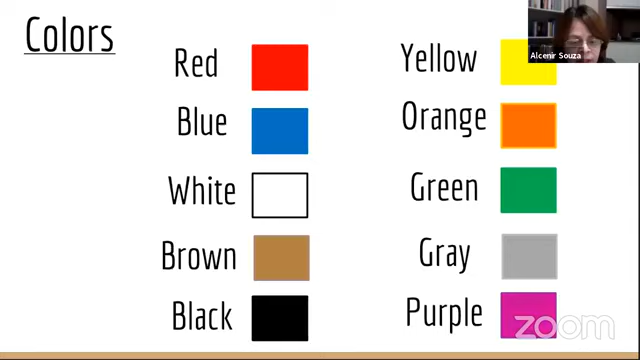 Colors
Red
Blue
White
Brown
Black
Yellow
Orange
Green
Gray
Purple
Alcenir Souza
zoom